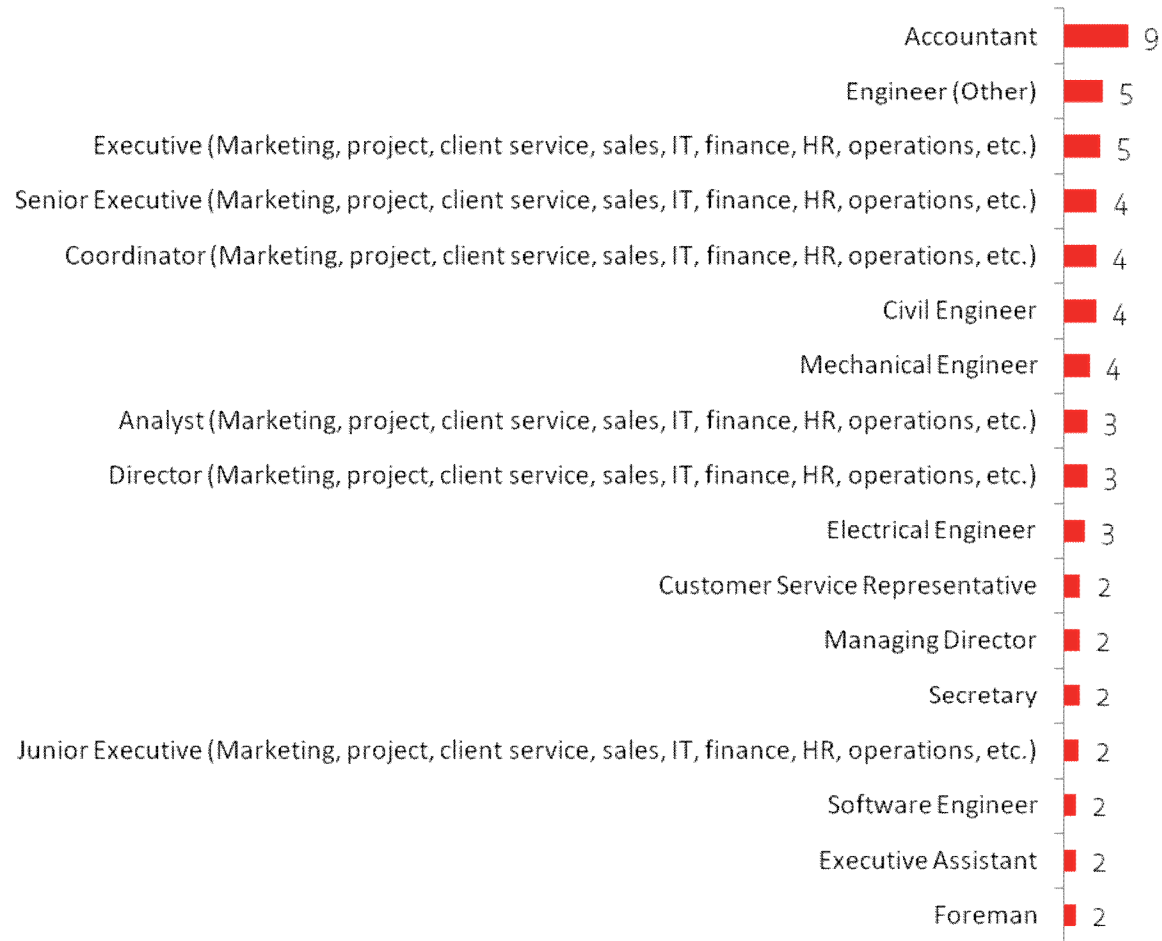 Accountant 9
Engineer (Other) 5
Executive (Marketing, project, client service, sales, IT, finance, HR, operations, etc.) 5
Senior Executive (Marketing, project, client service, sales, IT, finance, HR, operations, etc.) 4
Coordinator (Marketing, project, client service, sales, IT, finance, HR, operations, etc.) 4
Civil Engineer 4
Mechanical Engineer 4
Analyst (Marketing, project, client service, sales, IT, finance, HR, operations, etc.) 3
Director (Marketing, project, client service, sales, IT, finance, HR, operations, etc.) 3
Electrical Engineer 3
Customer Service Representative 2
Managing Director 2
Secretary 2
Junior Executive (Marketing, project, client service, sales, IT, finance, HR, operations, etc.) 2
Software Engineer 2
Executive Assistant 2
Foreman 2